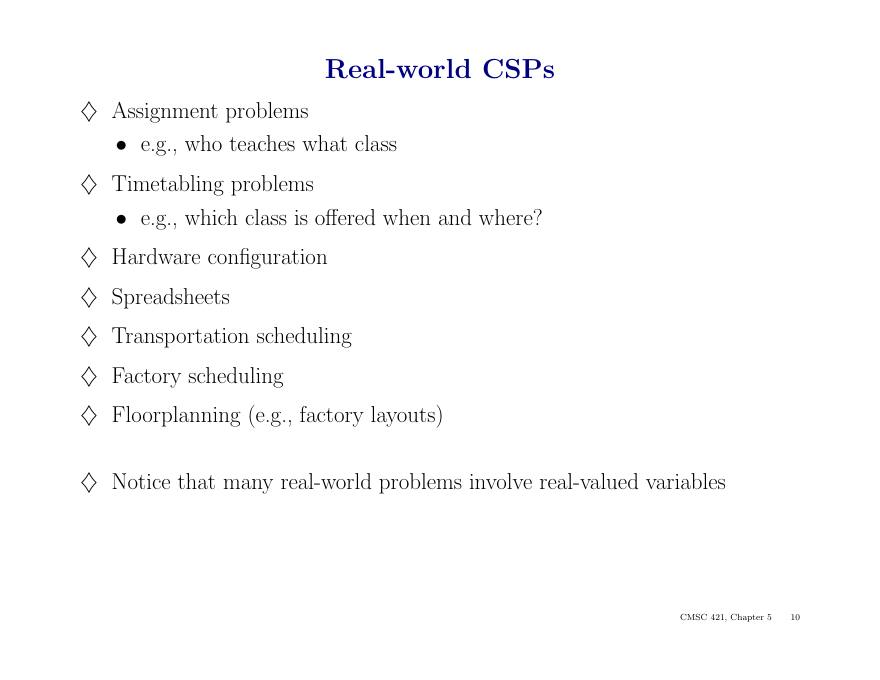 Real-world CSPs
♢ Assignment problems
• e.g., who teaches what class
♢ Timetabling problems
• e.g., which class is offered when and where?
♢ Hardware configuration
♢ Spreadsheets
♢ Transportation scheduling
♢ Factory scheduling
♢ Floorplanning (e.g., factory layouts)
♢ Notice that many real-world problems involve real-valued variables
CMSC 421, Chapter 5 10